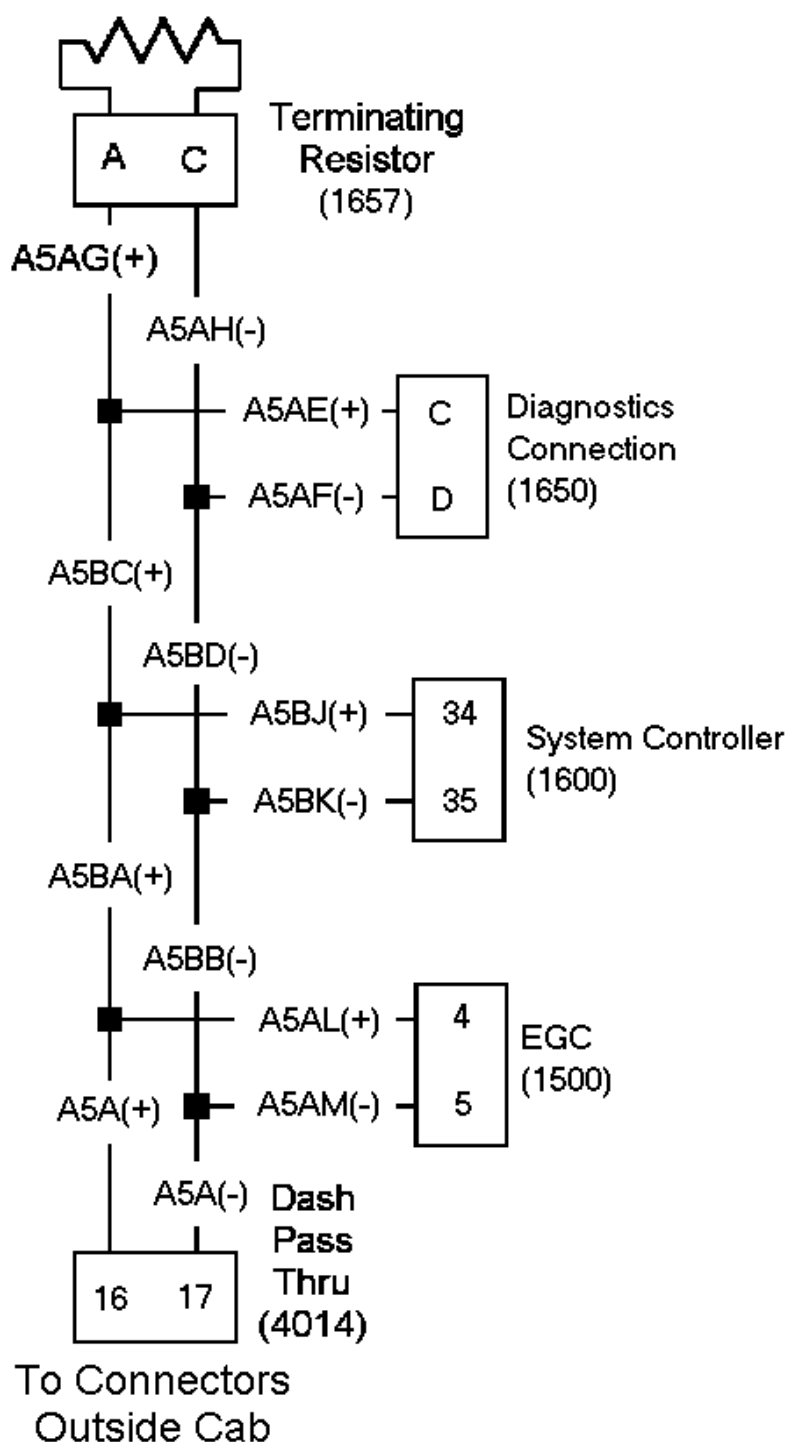 A C
Terminating
Resistor
(1657)
A5AG(+)
A5AH(-)
A5AE(+)
C
Diagnostics
Connection
(1650)
A5AF(-)
D
A5BC(+)
A5BD(-)
A5BJ(+)
34
System Controller
(1600)
A5BK(-)
35
A5BA(+)
A5BB(-)
A5AL(+)
4
EGC
(1500)
A5AM(-)
5
A5A(+)
A5A(-)
Dash
Pass
Thru
(4014)
16 17
To Connectors
Outside Cab